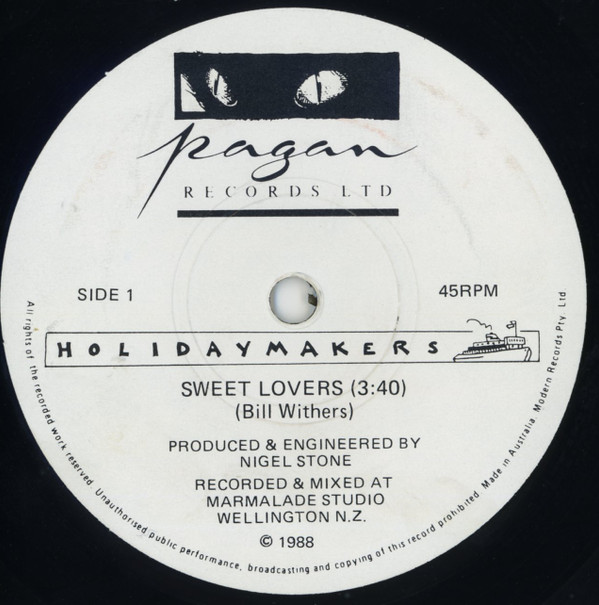 pagan
RECORDS LTD
SIDE 1
45RPM
HOLIDAYMAKERS
SWEET LOVERS (3:40)
(Bill Withers)
PRODUCED & ENGINEERED BY
NIGEL STONE
RECORDED & MIXED AT
MARMALADE STUDIO
WELLINGTON N.Z.
© 1988
All rights of the recorded work reserved. Unauthorised public performance, broadcasting and copying of this record prohibited. Made in Australia. Modern Records Pty. Ltd